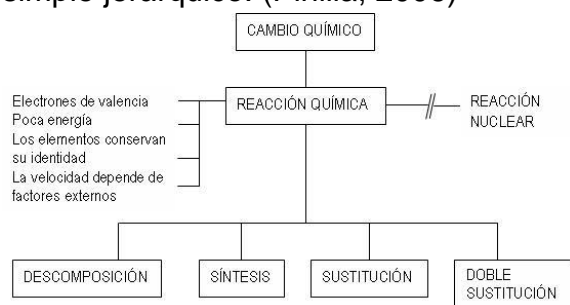 CAMBIO QUÍMICO
Electrones de valencia
Poca energía
Los elementos conservan
su identidad
La velocidad depende de
factores externos
REACCIÓN QUÍMICA
REACCIÓN
NUCLEAR
DESCOMPOSICIÓN
SÍNTESIS
SUSTITUCIÓN
DOBLE
SUSTITUCIÓN